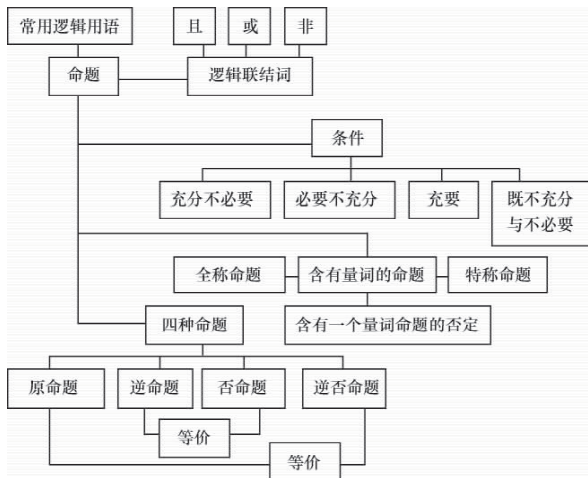 常用逻辑用语
且
或
非
命题
逻辑联结词
条件
充分不必要
必要不充分
充要
既不充分
与不必要
全称命题
含有量词的命题
特称命题
四种命题
含有一个量词命题的否定
原命题
逆命题
否命题
逆否命题
等价
等价